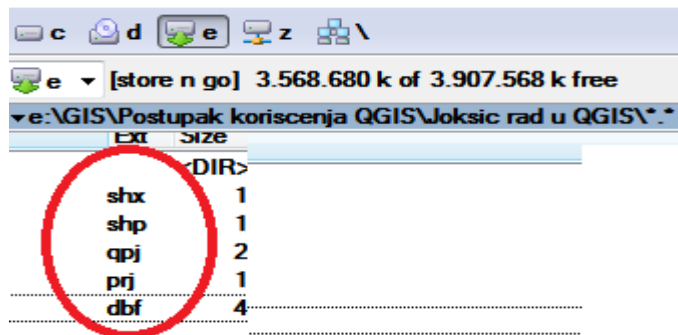 c d e z \
e [store n go] 3.568.680 k of 3.907.568 k free
e:\GIS\Postupak koriscenja QGIS\Joksic rad u QGIS\*.*
Ext Size
<DIR>
shx 1
shp 1
qpj 2
prj 1
dbf 4